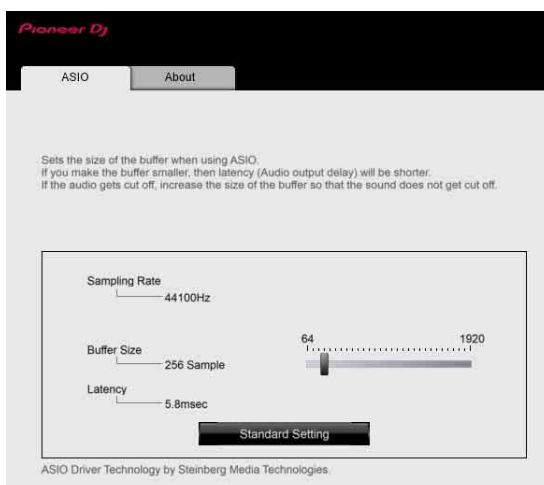 Pioneer Dj
ASIO
About
Sets the size of the buffer when using ASIO.
If you make the buffer smaller, then latency (Audio output delay) will be shorter.
If the audio gets cut off, increase the size of the buffer so that the sound does not get cut off.
Sampling Rate
44100Hz
64
1920
Buffer Size
256 Sample
Latency
5.8msec
Standard Setting
ASIO Driver Technology by Steinberg Media Technologies.